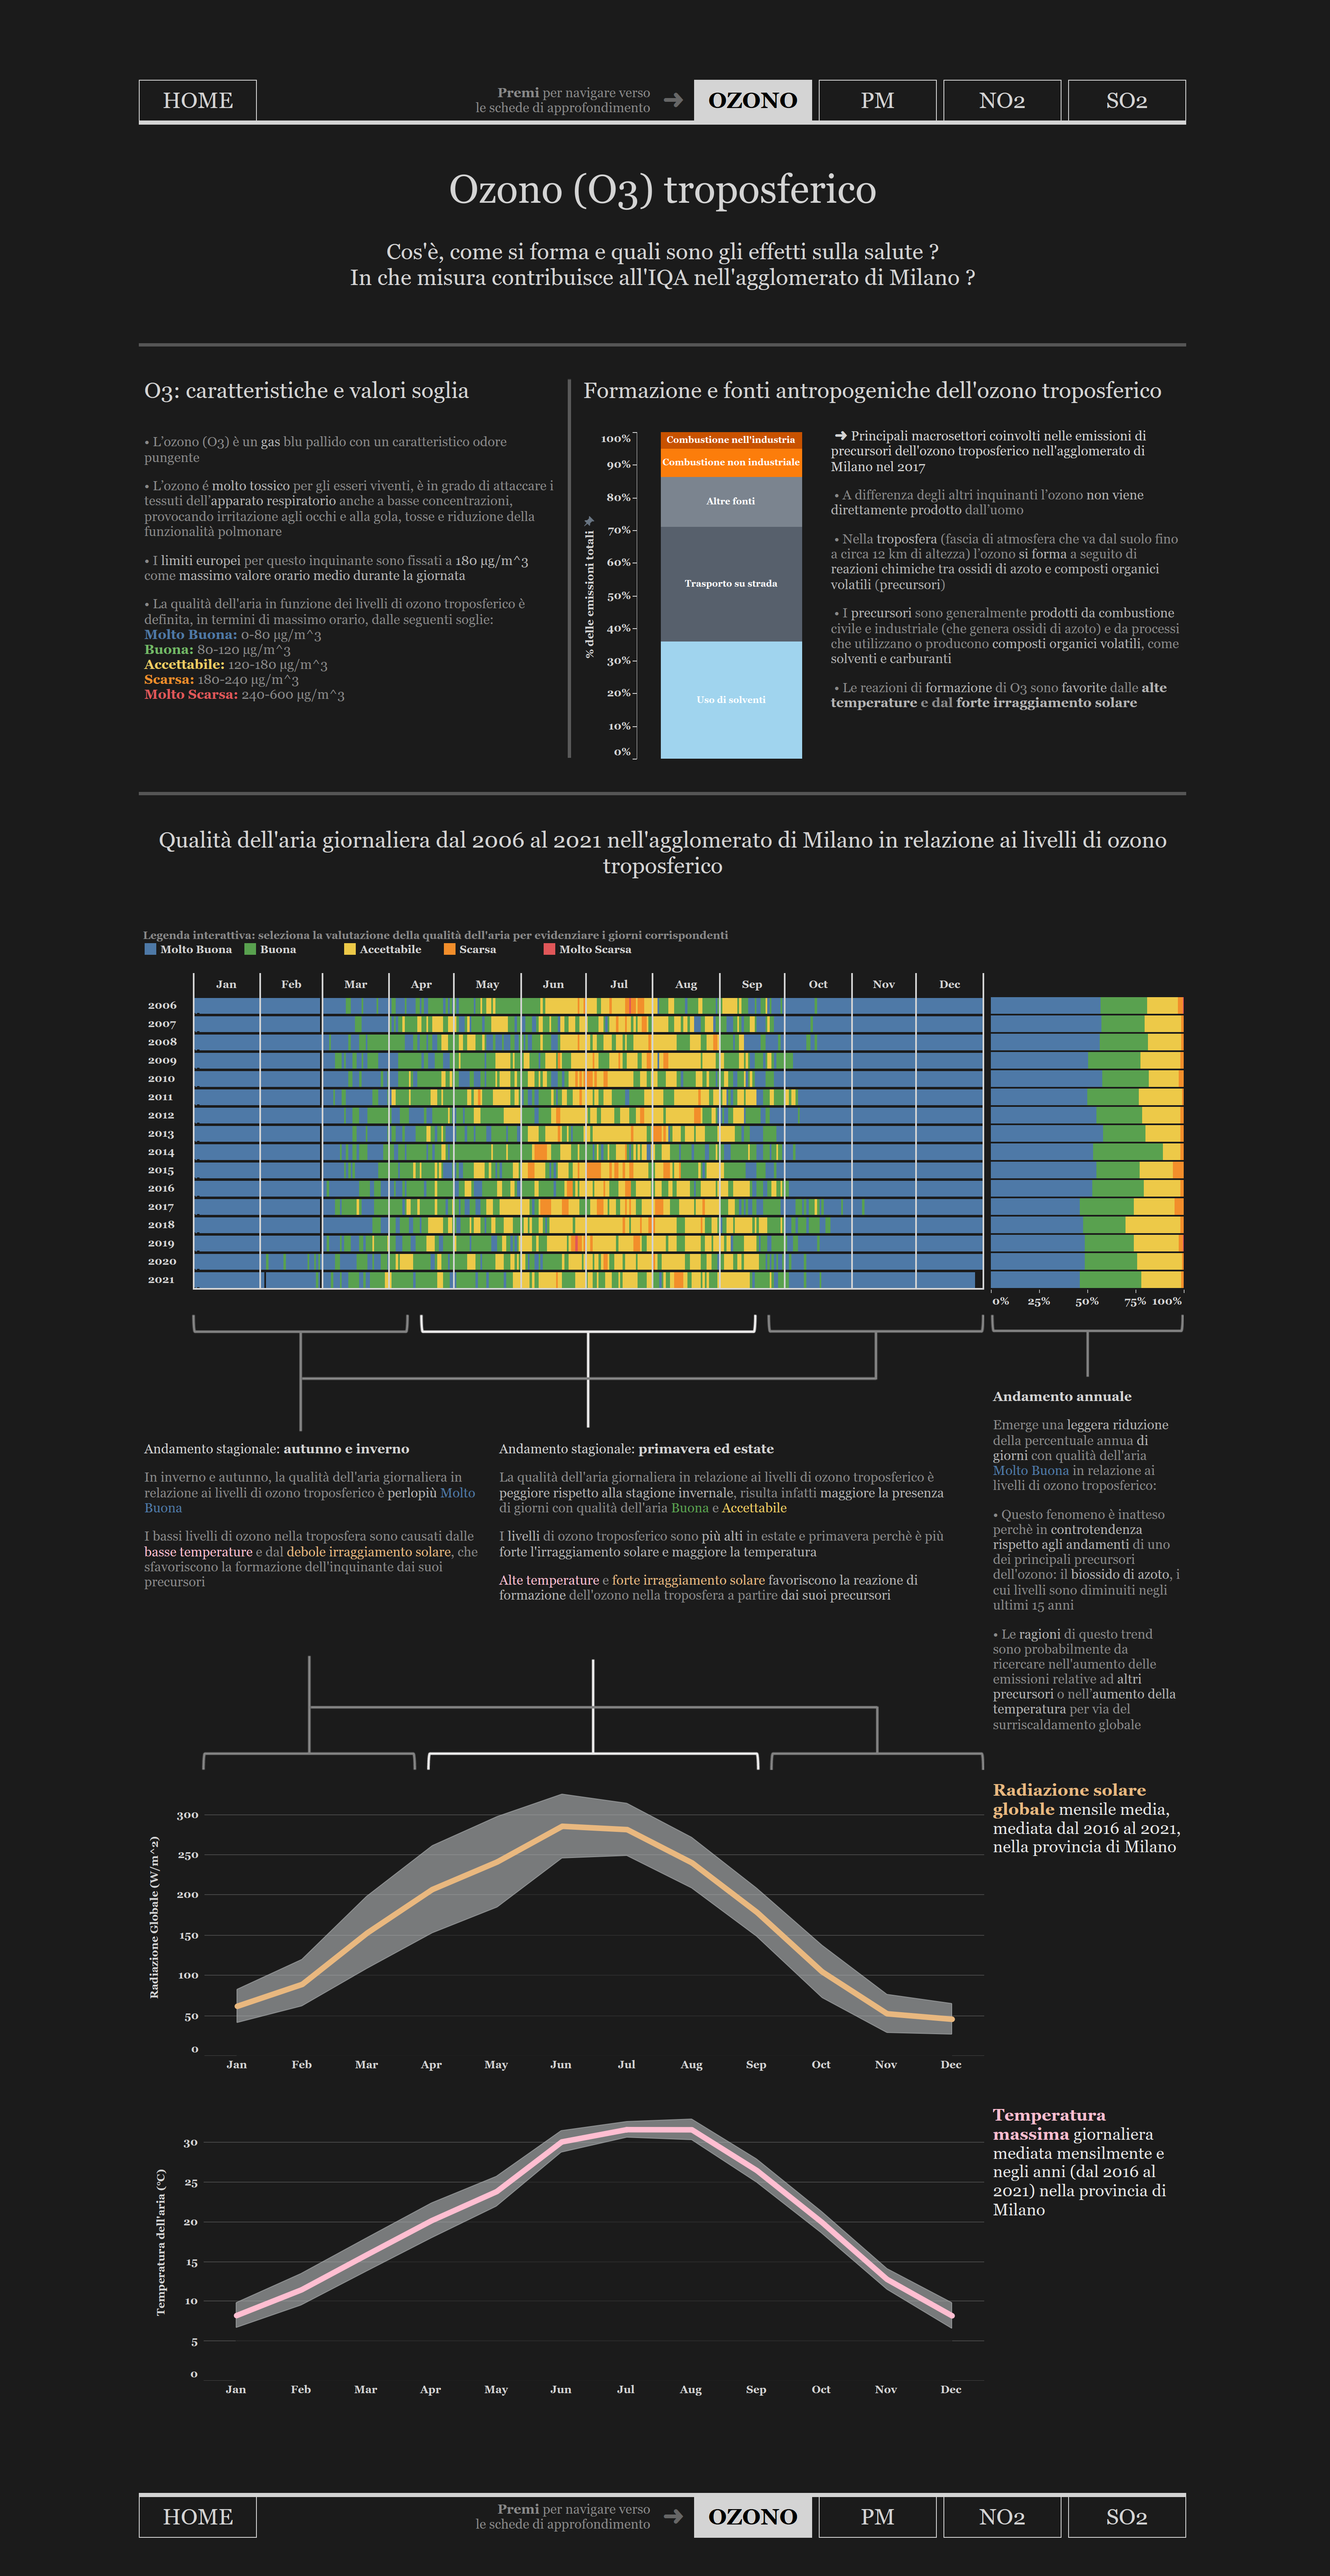 HOME
Premi per navigare verso
le schede di approfondimento
➜
OZONO
PM
NO2
SO2
Ozono (O3) troposferico
Cos'è, come si forma e quali sono gli effetti sulla salute ?
In che misura contribuisce all'IQA nell'agglomerato di Milano ?
O3: caratteristiche e valori soglia
• L'ozono (O3) è un gas blu pallido con un caratteristico odore
pungente
• L'ozono é molto tossico per gli esseri viventi, è in grado di attaccare i
tessuti dell'apparato respiratorio anche a basse concentrazioni,
provocando irritazione agli occhi e alla gola, tosse e riduzione della
funzionalità polmonare
• I limiti europei per questo inquinante sono fissati a 180 µg/m^3
come massimo valore orario medio durante la giornata
• La qualità dell'aria in funzione dei livelli di ozono troposferico è
definita, in termini di massimo orario, dalle seguenti soglie:
Molto Buona: 0-80 µg/m^3
Buona: 80-120 µg/m^3
Accettabile: 120-180 µg/m^3
Scarsa: 180-240 µg/m^3
Molto Scarsa: 240-600 µg/m^3
Formazione e fonti antropogeniche dell'ozono troposferico
% delle emissioni totali
100%
90%
80%
70%
60%
50%
40%
30%
20%
10%
0%
Combustione nell'industria
Combustione non industriale
Altre fonti
Trasporto su strada
Uso di solventi
➜ Principali macrosettori coinvolti nelle emissioni di
precursori dell'ozono troposferico nell'agglomerato di
Milano nel 2017
• A differenza degli altri inquinanti l'ozono non viene
direttamente prodotto dall'uomo
• Nella troposfera (fascia di atmosfera che va dal suolo fino
a circa 12 km di altezza) l'ozono si forma a seguito di
reazioni chimiche tra ossidi di azoto e composti organici
volatili (precursori)
• I precursori sono generalmente prodotti da combustione
civile e industriale (che genera ossidi di azoto) e da processi
che utilizzano o producono composti organici volatili, come
solventi e carburanti
• Le reazioni di formazione di O3 sono favorite dalle alte
temperature e dal forte irraggiamento solare
Qualità dell'aria giornaliera dal 2006 al 2021 nell'agglomerato di Milano in relazione ai livelli di ozono
troposferico
Legenda interattiva: seleziona la valutazione della qualità dell'aria per evidenziare i giorni corrispondenti
Molto Buona Buona Accettabile Scarsa Molto Scarsa
Jan Feb Mar Apr May Jun Jul Aug Sep Oct Nov Dec
2006
2007
2008
2009
2010
2011
2012
2013
2014
2015
2016
2017
2018
2019
2020
2021
0% 25% 50% 75% 100%
Andamento stagionale: autunno e inverno
In inverno e autunno, la qualità dell'aria giornaliera in
relazione ai livelli di ozono troposferico è perlopiù Molto
Buona
I bassi livelli di ozono nella troposfera sono causati dalle
basse temperature e dal debole irraggiamento solare, che
sfavoriscono la formazione dell'inquinante dai suoi
precursori
Andamento stagionale: primavera ed estate
La qualità dell'aria giornaliera in relazione ai livelli di ozono troposferico è
peggiore rispetto alla stagione invernale, risulta infatti maggiore la presenza
di giorni con qualità dell'aria Buona e Accettabile
I livelli di ozono troposferico sono più alti in estate e primavera perchè è più
forte l'irraggiamento solare e maggiore la temperatura
Alte temperature e forte irraggiamento solare favoriscono la reazione di
formazione dell'ozono nella troposfera a partire dai suoi precursori
Andamento annuale
Emerge una leggera riduzione
della percentuale annua di
giorni con qualità dell'aria
Molto Buona in relazione ai
livelli di ozono troposferico:
• Questo fenomeno è inatteso
perchè in controtendenza
rispetto agli andamenti di uno
dei principali precursori
dell'ozono: il biossido di azoto, i
cui livelli sono diminuiti negli
ultimi 15 anni
• Le ragioni di questo trend
sono probabilmente da
ricercare nell'aumento delle
emissioni relative ad altri
precursori o nell'aumento della
temperatura per via del
surriscaldamento globale
Radiazione Globale (W/m^2)
300
250
200
150
100
50
0
Jan Feb Mar Apr May Jun Jul Aug Sep Oct Nov Dec
Radiazione solare
globale mensile media,
mediata dal 2016 al 2021,
nella provincia di Milano
Temperatura dell'aria (°C)
30
25
20
15
10
5
0
Jan Feb Mar Apr May Jun Jul Aug Sep Oct Nov Dec
Temperatura
massima giornaliera
mediata mensilmente e
negli anni (dal 2016 al
2021) nella provincia di
Milano
HOME
Premi per navigare verso
le schede di approfondimento
➜
OZONO
PM
NO2
SO2